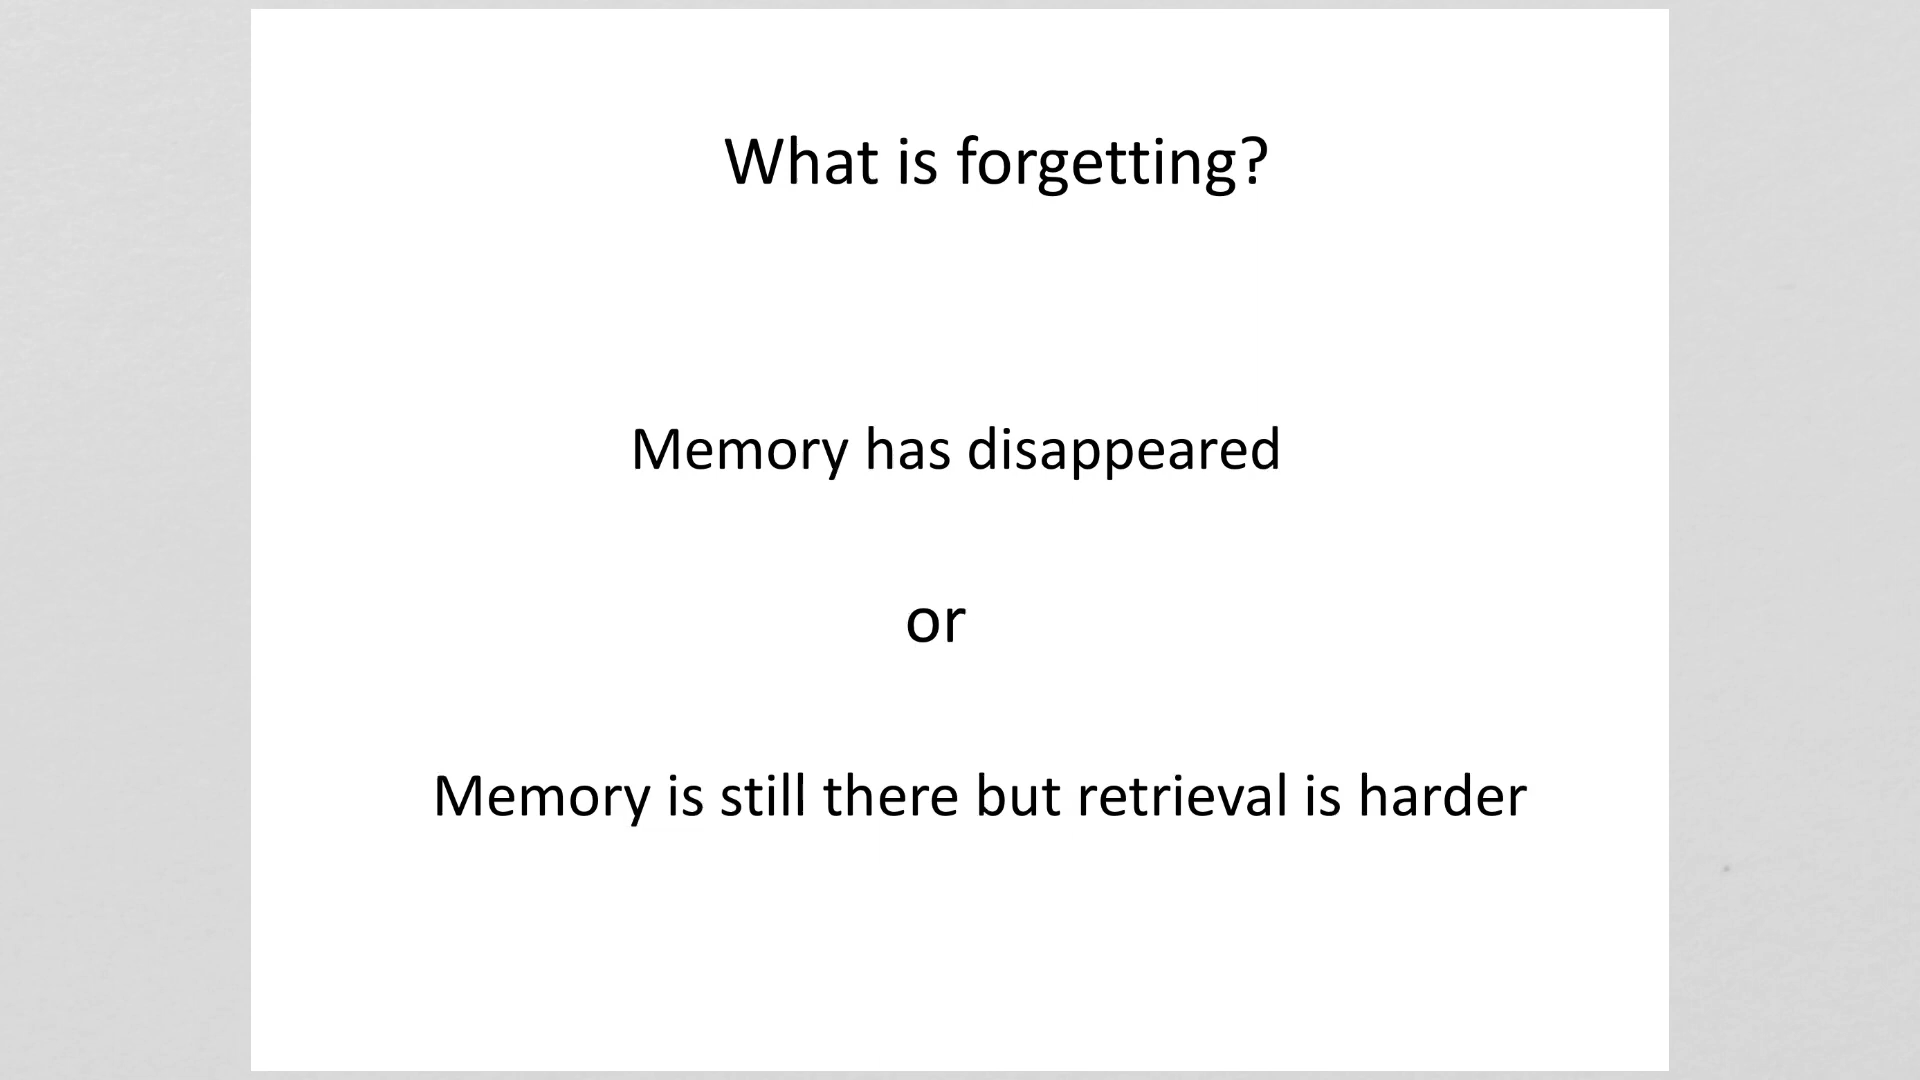 What is forgetting?
Memory has disappeared
or
Memory is still there but retrieval is harder